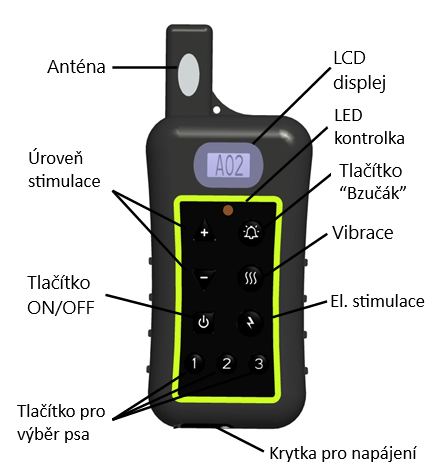 Anténa
LCD
displej
LED
kontrolka
A02
Úroveň
stimulace
Tlačítko
“Bzučák”
+
Vibrace
−
Tlačítko
ON/OFF
El. stimulace
1 2 3
Tlačítko pro
výběr psa
Krytka pro napájení